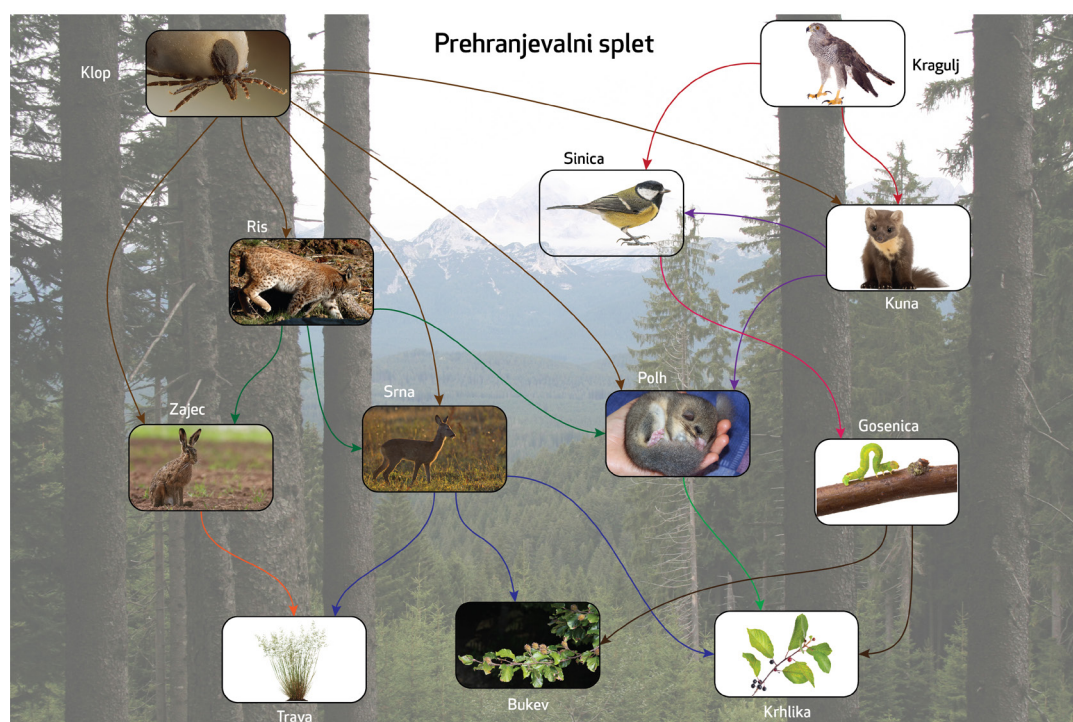 Prehranjevalni splet
Klop
Kragulj
Sinica
Ris
Kuna
Polh
Srna
Zajec
Gosenica
Trava
Bukev
Krhlika